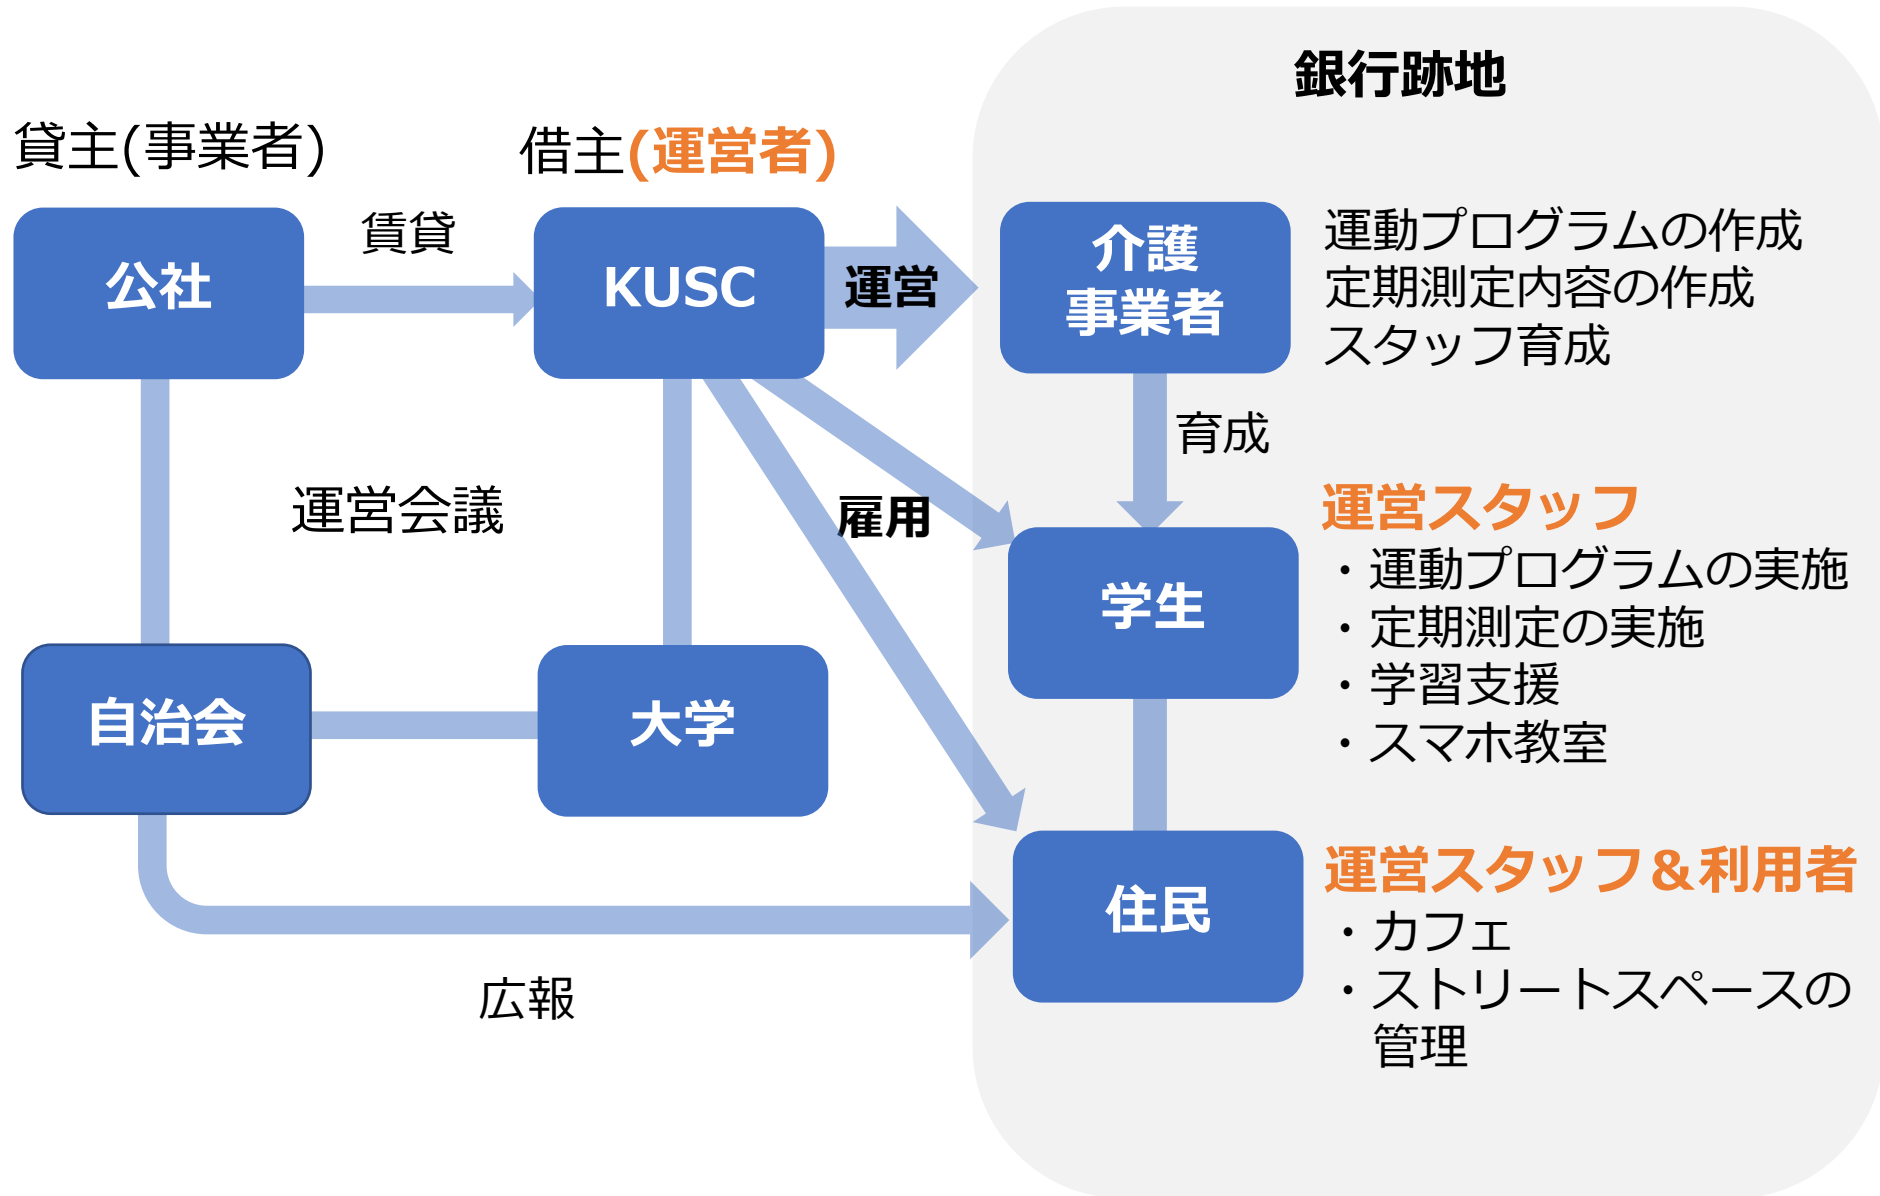 銀行跡地
貸主(事業者)
借主(運営者)
公社
賃貸
KUSC
運営
介護
事業者
運動プログラムの作成
定期測定内容の作成
スタッフ育成
育成
運営会議
雇用
学生
運営スタッフ
・運動プログラムの実施
・定期測定の実施
・学習支援
・スマホ教室
自治会
大学
住民
運営スタッフ&利用者
・カフェ
・ストリートスペースの
管理
広報